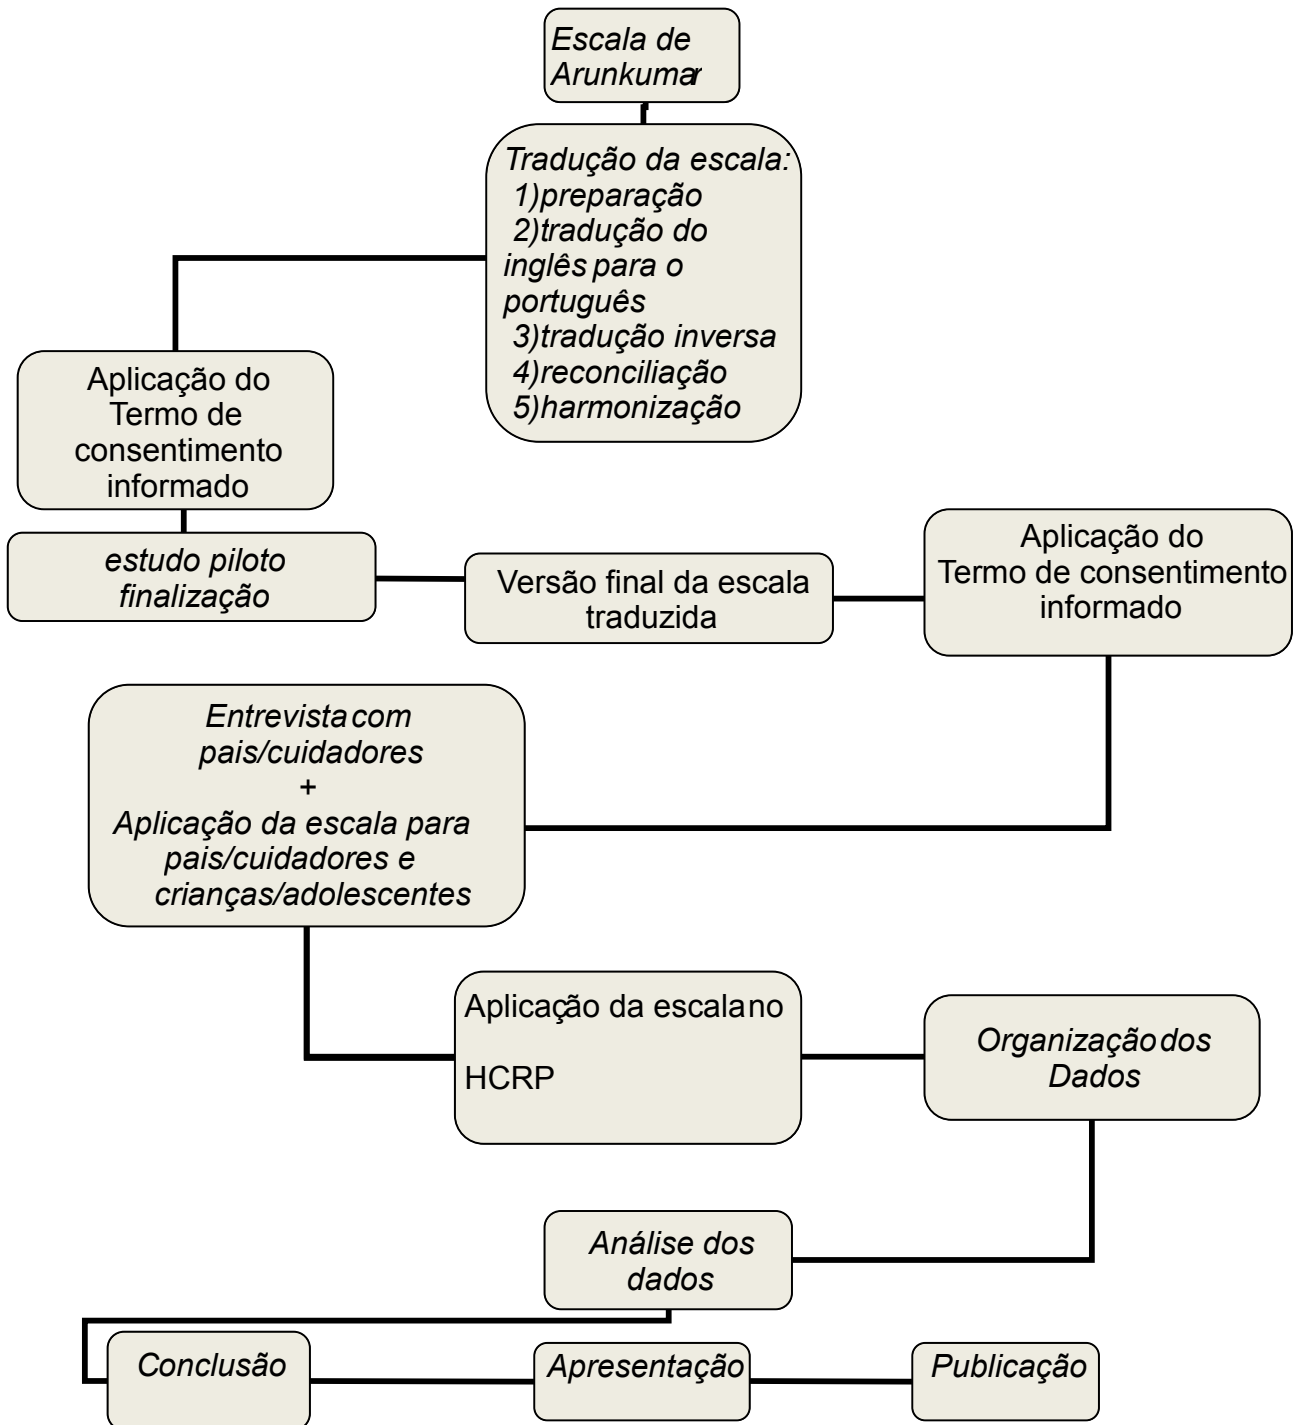 Escala de
Arunkumar
Tradução da escala:
1)preparação
2)tradução do
inglês para o
português
3)tradução inversa
4)reconciliação
5)harmonização
Aplicação do
Termo de
consentimento
informado
estudo piloto
finalização
Versão final da escala
traduzida
Aplicação do
Termo de consentimento
informado
Entrevista com
pais/cuidadores
+
Aplicação da escala para
pais/cuidadores e
crianças/adolescentes
Aplicação da escala no
HCRP
Organização dos
Dados
Análise dos
dados
Conclusão
Apresentação
Publicação